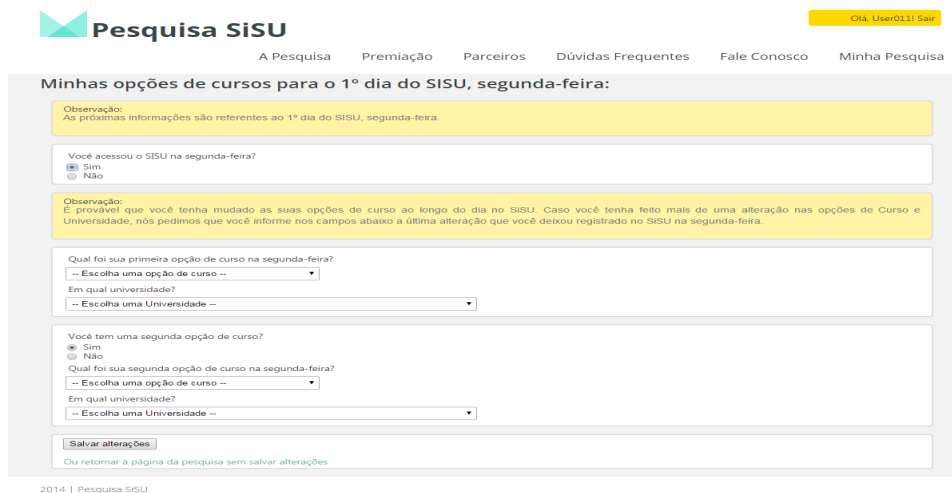 Olá, User011! Sair
Pesquisa SiSU
A Pesquisa Premiação Parceiros Dúvidas Frequentes Fale Conosco Minha Pesquisa
Minhas opções de cursos para o 1º dia do SISU, segunda-feira:
Observação:
As próximas informações são referentes ao 1º dia do SISU, segunda-feira.
Você acessou o SISU na segunda-feira?
Sim
Não
Observação:
É provável que você tenha mudado as suas opções de curso ao longo do dia no SiSU. Caso você tenha feito mais de uma alteração nas opções de Curso e
Universidade, nós pedimos que você informe nos campos abaixo a última alteração que você deixou registrado no SiSU na segunda-feira.
Qual foi sua primeira opção de curso na segunda-feira?
-- Escolha uma opção de curso --
Em qual universidade?
-- Escolha uma Universidade --
Você tem uma segunda opção de curso?
Sim
Não
Qual foi sua segunda opção de curso na segunda-feira?
-- Escolha uma opção de curso --
Em qual universidade?
-- Escolha uma Universidade --
Salvar alterações
Ou retornar à página da pesquisa sem salvar alterações
2014 | Pesquisa SiSU